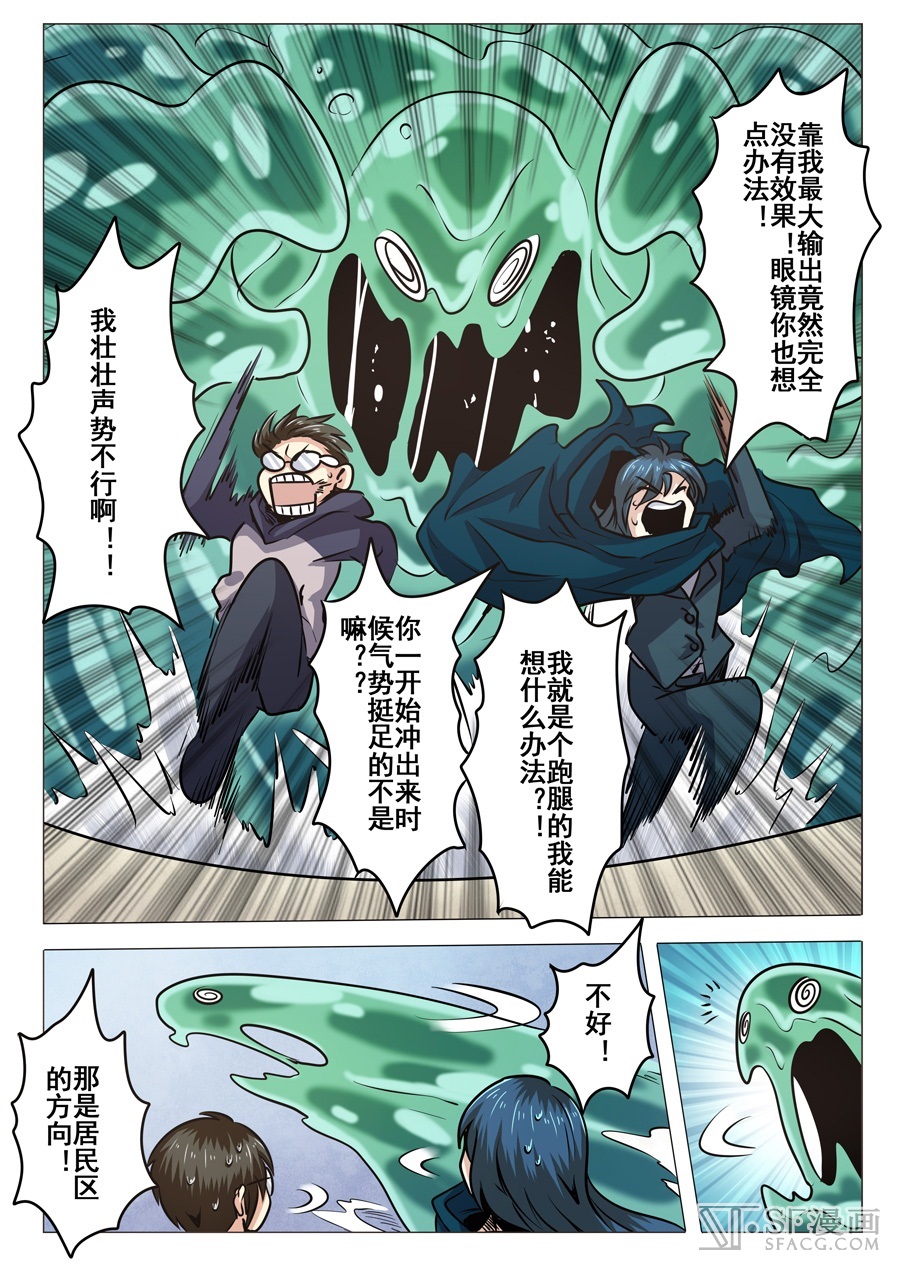 靠我最大输出竟然完全
没有效果！眼镜你也想
点办法！
我壮壮声势不行啊！！
我就是个跑腿的我能
想什么办法？！
你一开始冲出来时
候气势挺足的不是
嘛？？
不好！
那是居民区
的方向！
SF漫画
SFACG.COM